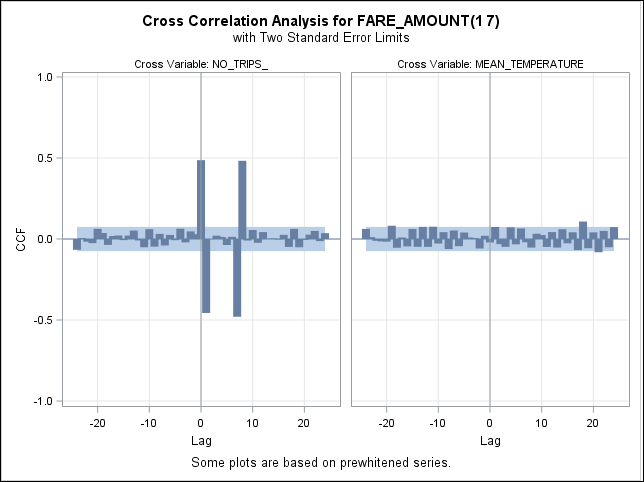 Cross Correlation Analysis for FARE_AMOUNT(1 7)
with Two Standard Error Limits
Cross Variable: NO_TRIPS_
Cross Variable: MEAN_TEMPERATURE
1.0
0.5
0.0
-0.5
-1.0
CCF
-20 -10 0 10 20
-20 -10 0 10 20
Lag
Lag
Some plots are based on prewhitened series.